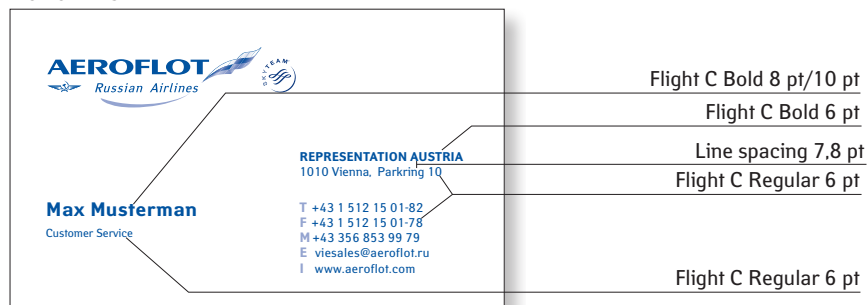 AEROFLOT
Russian Airlines
SKYTEAM
Flight C Bold 8 pt/10 pt
Flight C Bold 6 pt
REPRESENTATION AUSTRIA
Line spacing 7,8 pt
1010 Vienna, Parkring 10
Flight C Regular 6 pt
Max Musterman
Customer Service
T +43 1 512 15 01-82
F +43 1 512 15 01-78
M +43 356 853 99 79
E viesales@aeroflot.ru
I www.aeroflot.com
Flight C Regular 6 pt